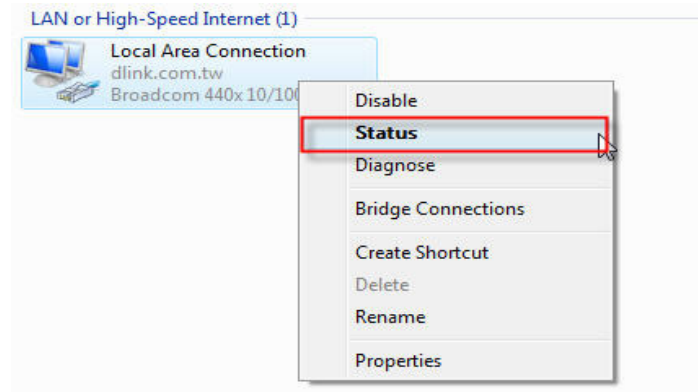 LAN or High-Speed Internet (1)
Local Area Connection
dlink.com.tw
Broadcom 440x 10/100
Disable
Status
Diagnose
Bridge Connections
Create Shortcut
Delete
Rename
Properties